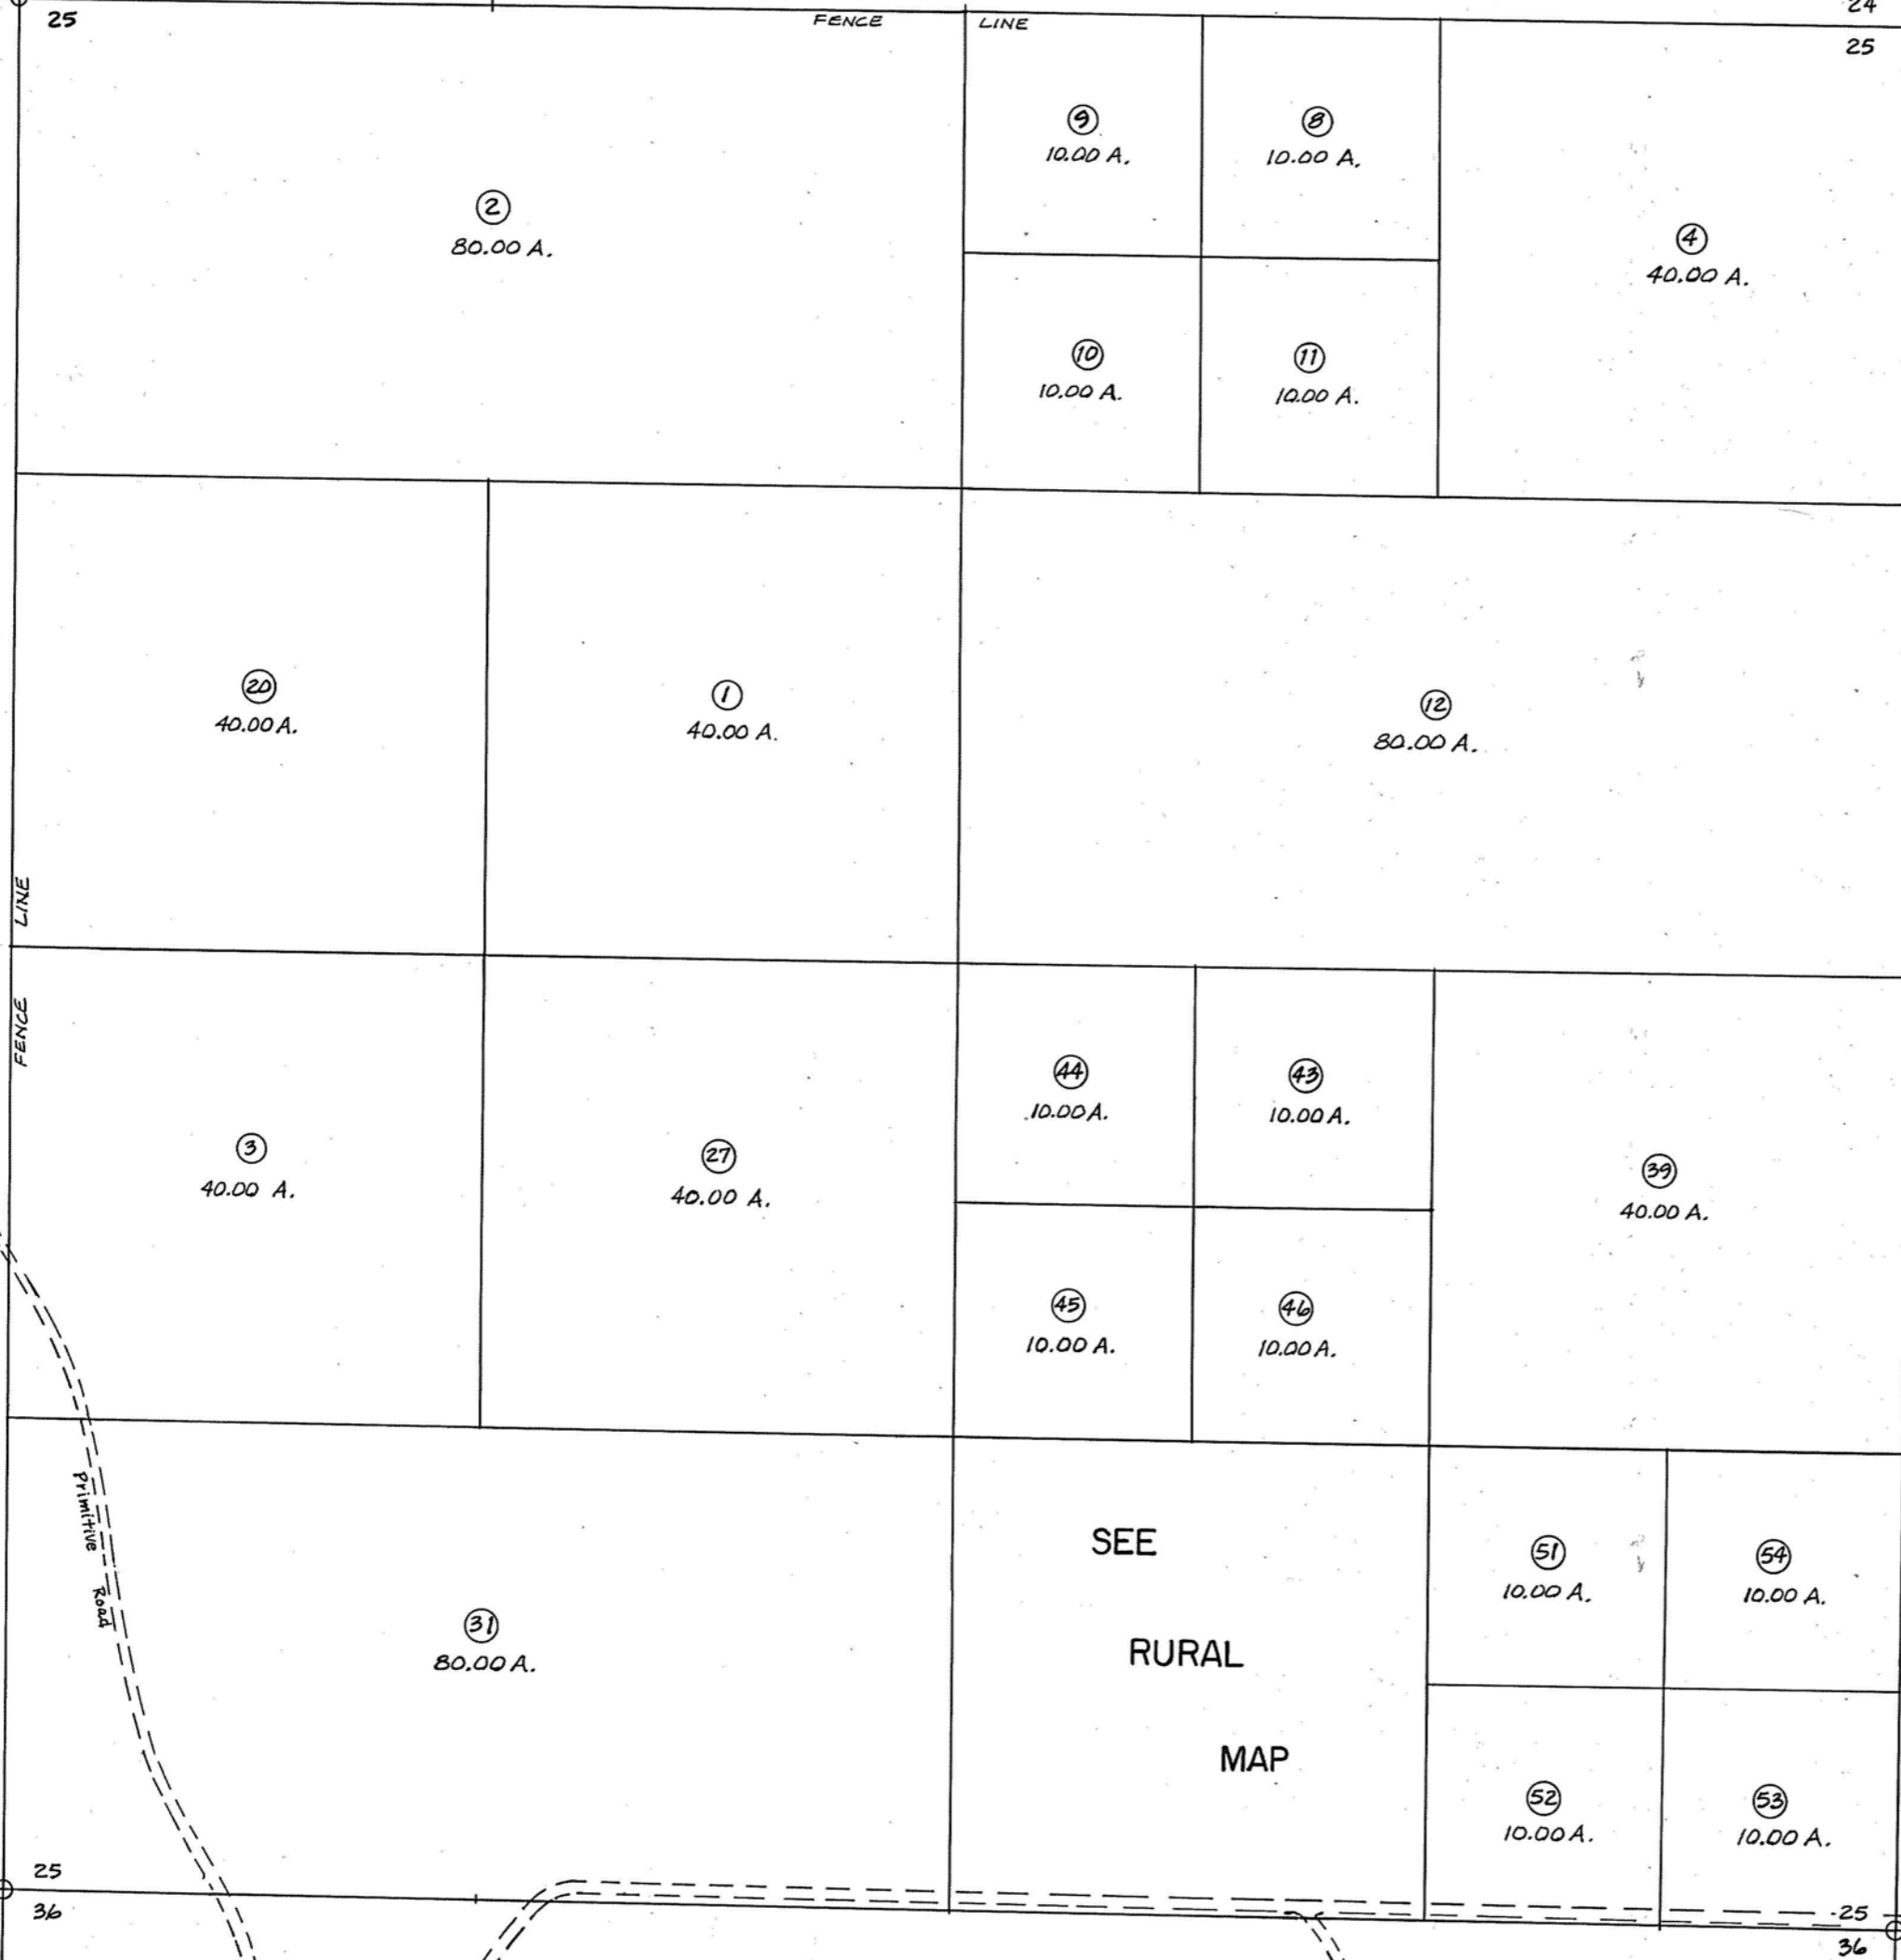 24
25
FENCE LINE
25
9
10.00 A.
8
10.00 A.
2
80.00 A.
4
40.00 A.
10
10.00 A.
11
10.00 A.
20
40.00 A.
1
40.00 A.
12
80.00 A.
FENCE LINE
44
10.00 A.
43
10.00 A.
3
40.00 A.
27
40.00 A.
39
40.00 A.
45
10.00 A.
46
10.00 A.
Primitive Road
SEE
RURAL
MAP
51
10.00 A.
54
10.00 A.
31
80.00 A.
52
10.00 A.
53
10.00 A.
25
36
25
36